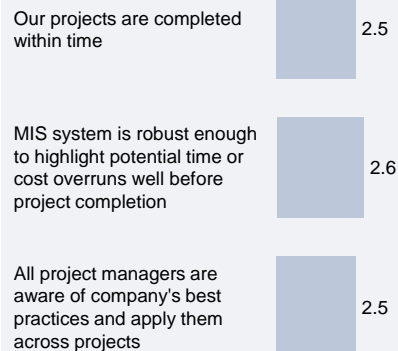 Our projects are completed
within time
2.5
MIS system is robust enough
to highlight potential time or
cost overruns well before
project completion
2.6
All project managers are
aware of company's best
practices and apply them
across projects
2.5